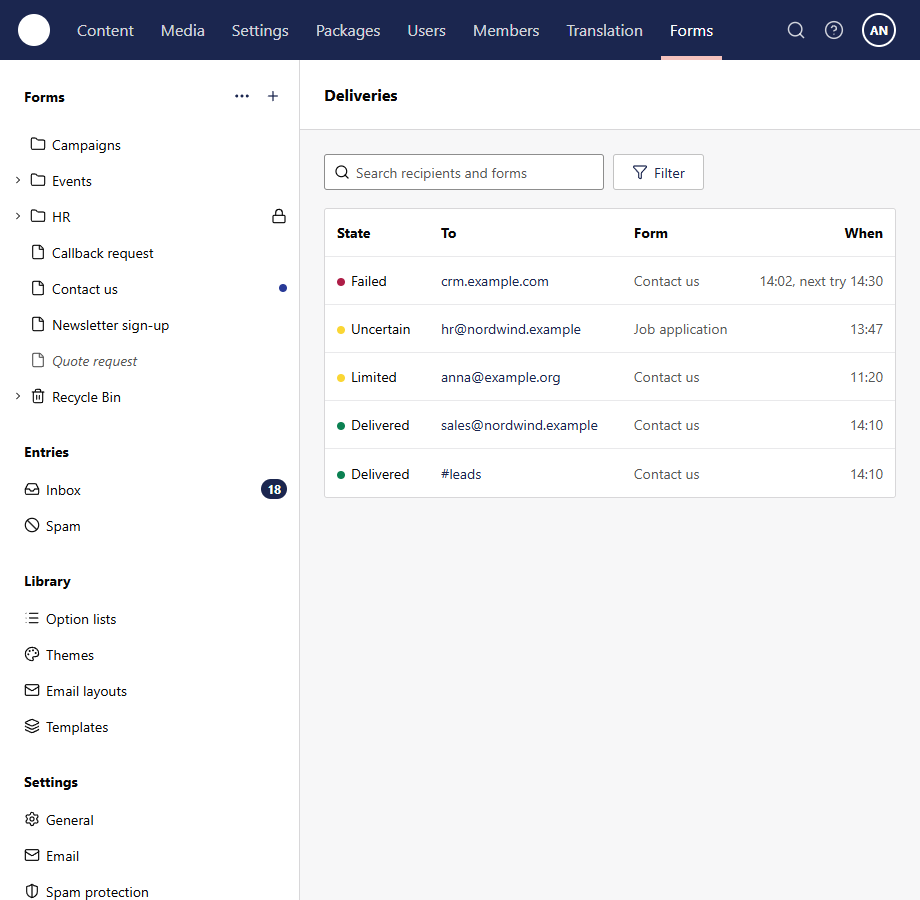 Content Media Settings Packages Users Members Translation Forms AN
Forms
Campaigns
Events
HR
Callback request
Contact us
Newsletter sign-up
Quote request
Recycle Bin
Entries
Inbox 18
Spam
Library
Option lists
Themes
Email layouts
Templates
Settings
General
Email
Spam protection
Deliveries
Search recipients and forms Filter
State To Form When
Failed crm.example.com Contact us 14:02, next try 14:30
Uncertain hr@nordwind.example Job application 13:47
Limited anna@example.org Contact us 11:20
Delivered sales@nordwind.example Contact us 14:10
Delivered #leads Contact us 14:10